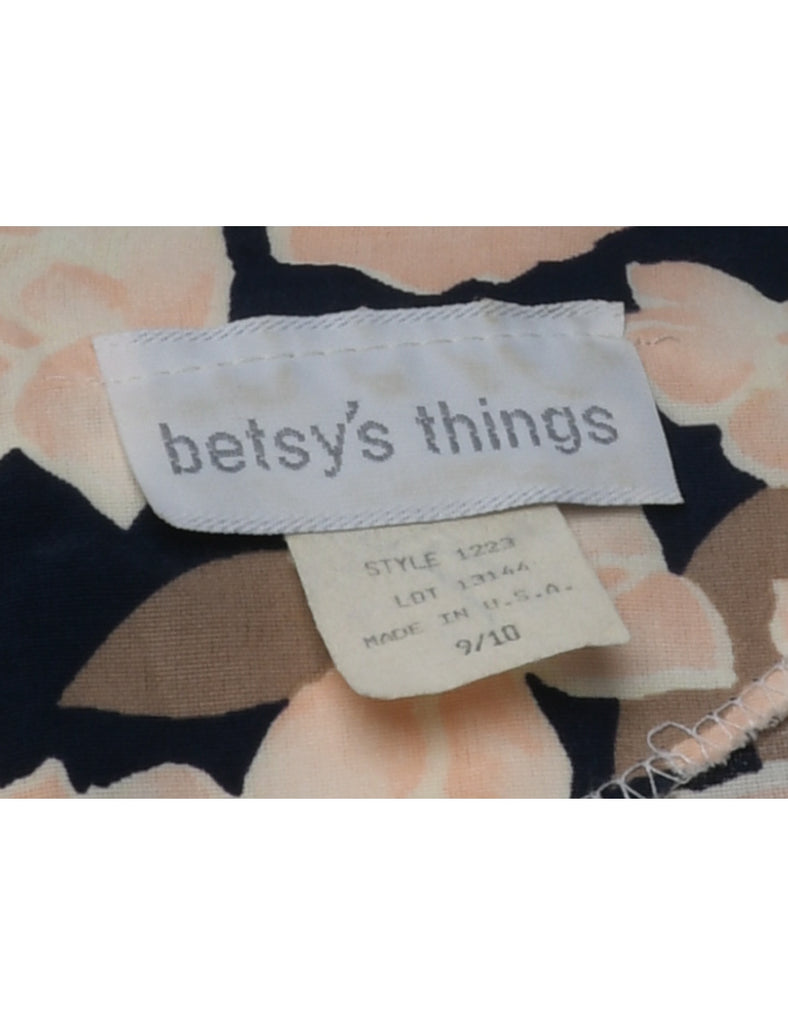 betsy's things
STYLE 1223
LOT 13144
MADE IN U.S.A.
9/10